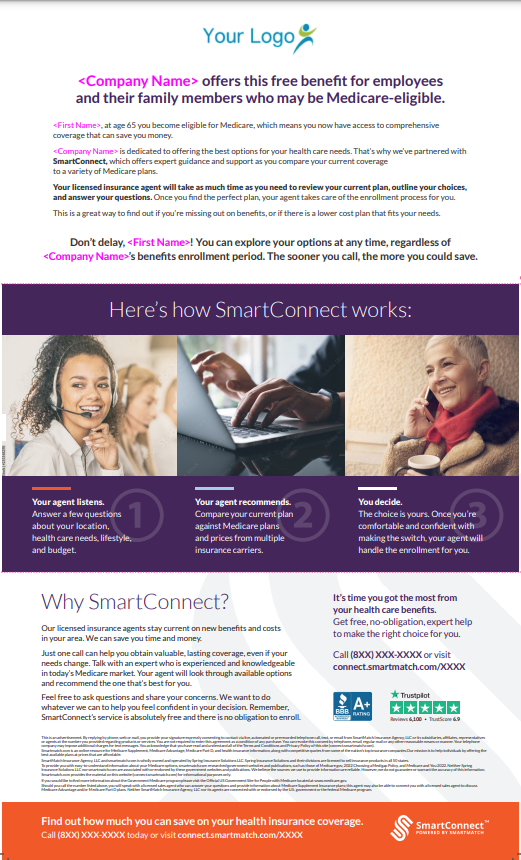 Your Logo
<Company Name> offers this free benefit for employees
and their family members who may be Medicare-eligible.
<First Name>, at age 65 you become eligible for Medicare, which means you now have access to comprehensive
coverage that can save you money.
<Company Name> is dedicated to offering the best options for your health care needs. That's why we've partnered with
SmartConnect, which offers expert guidance and support as you compare your current coverage
to a variety of Medicare plans.
Your licensed insurance agent will take as much time as you need to review your current plan, outline your choices,
and answer your questions. Once you find the perfect plan, your agent takes care of the enrollment process for you.
This is a great way to find out if you're missing out on benefits, or if there is a lower cost plan that fits your needs.
Don't delay, <First Name>! You can explore your options at any time, regardless of
<Company Name>'s benefits enrollment period. The sooner you call, the more you could save.
Here's how SmartConnect works:
1
Your agent listens.
Answer a few questions
about your location,
health care needs, lifestyle,
and budget.
2
Your agent recommends.
Compare your current plan
against Medicare plans
and prices from multiple
insurance carriers.
3
You decide.
The choice is yours. Once you're
comfortable and confident with
making the switch, your agent will
handle the enrollment for you.
Why SmartConnect?
Our licensed insurance agents stay current on new benefits and costs
in your area. We can save you time and money.
Just one call can help you obtain valuable, lasting coverage, even if your
needs change. Talk with an expert who is experienced and knowledgeable
in today's Medicare market. Your agent will look through available options
and recommend the one that's best for you.
Feel free to ask questions and share your concerns. We want to do
whatever we can to help you feel confident in your decision. Remember,
SmartConnect's service is absolutely free and there is no obligation to enroll.
It's time you got the most from
your health care benefits.
Get free, no-obligation, expert help
to make the right choice for you.
Call (8XX) XXX-XXXX or visit
connect.smartmatch.com/XXXX
BBB
A+
RATING
Trustpilot
Reviews 6,100 • TrustScore 4.9
Find out how much you can save on your health insurance coverage.
Call (8XX) XXX-XXXX today or visit connect.smartmatch.com/XXXX
SmartConnect™
POWERED BY SMARTMATCH